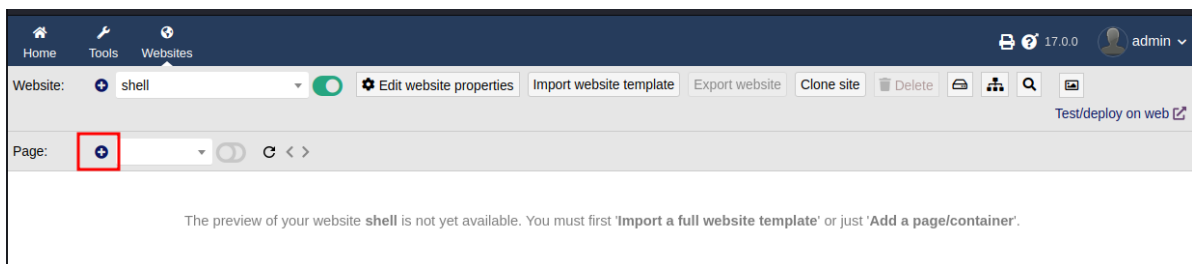 Home Tools Websites 17.0.0 admin
Website: shell Edit website properties Import website template Export website Clone site Delete
Test/deploy on web
Page:
The preview of your website shell is not yet available. You must first 'Import a full website template' or just 'Add a page/container'.